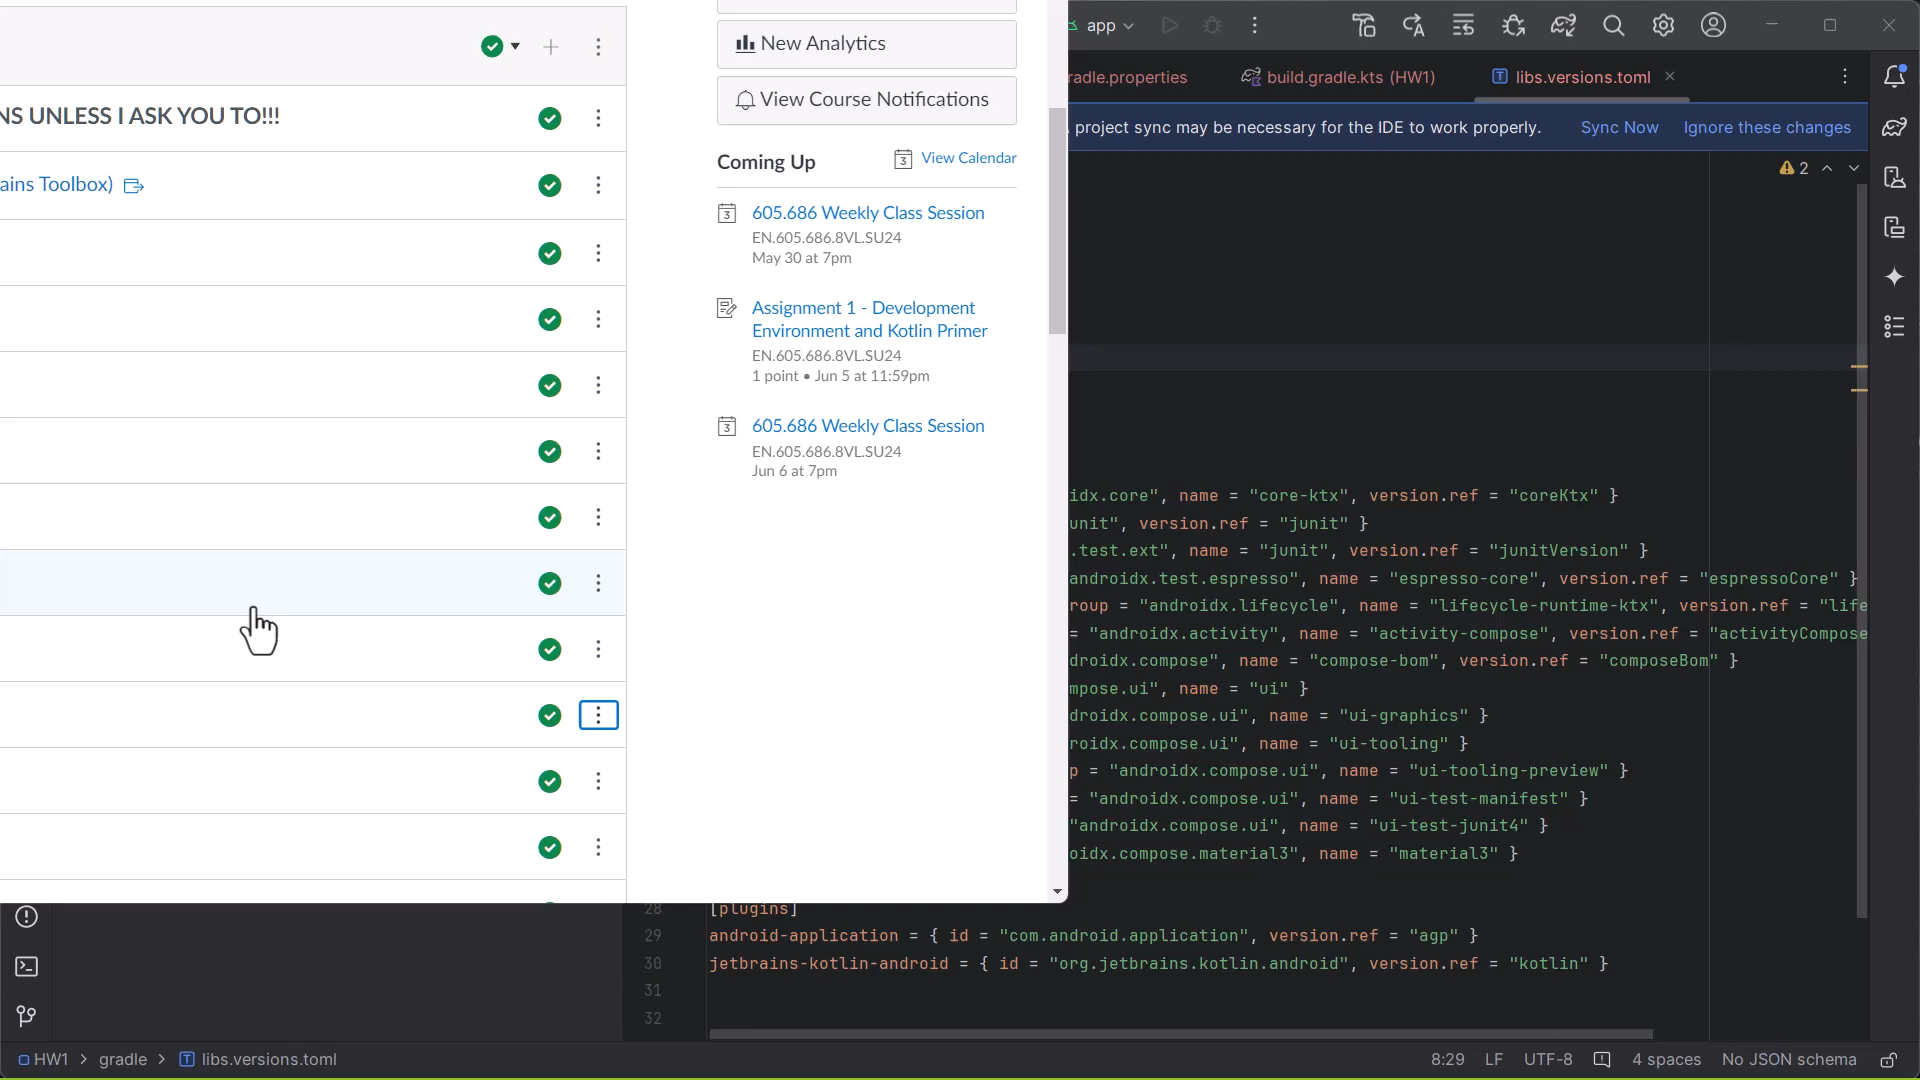 NS UNLESS I ASK YOU TO!!!
ains Toolbox)
New Analytics
View Course Notifications
Coming Up
3 View Calendar
3 605.686 Weekly Class Session
EN.605.686.8VL.SU24
May 30 at 7pm
Assignment 1 - Development
Environment and Kotlin Primer
EN.605.686.8VL.SU24
1 point • Jun 5 at 11:59pm
3 605.686 Weekly Class Session
EN.605.686.8VL.SU24
Jun 6 at 7pm
app
radle.properties
build.gradle.kts (HW1)
libs.versions.toml
project sync may be necessary for the IDE to work properly. Sync Now Ignore these changes
2
idx.core", name = "core-ktx", version.ref = "coreKtx" }
unit", version.ref = "junit" }
.test.ext", name = "junit", version.ref = "junitVersion" }
androidx.test.espresso", name = "espresso-core", version.ref = "espressoCore" }
roup = "androidx.lifecycle", name = "lifecycle-runtime-ktx", version.ref = "life
= "androidx.activity", name = "activity-compose", version.ref = "activityCompose
droidx.compose", name = "compose-bom", version.ref = "composeBom" }
mpose.ui", name = "ui" }
droidx.compose.ui", name = "ui-graphics" }
roidx.compose.ui", name = "ui-tooling" }
p = "androidx.compose.ui", name = "ui-tooling-preview" }
= "androidx.compose.ui", name = "ui-test-manifest" }
"androidx.compose.ui", name = "ui-test-junit4" }
oidx.compose.material3", name = "material3" }
28 [plugins]
29 android-application = { id = "com.android.application", version.ref = "agp" }
30 jetbrains-kotlin-android = { id = "org.jetbrains.kotlin.android", version.ref = "kotlin" }
31
32
HW1 > gradle > libs.versions.toml
8:29 LF UTF-8 4 spaces No JSON schema